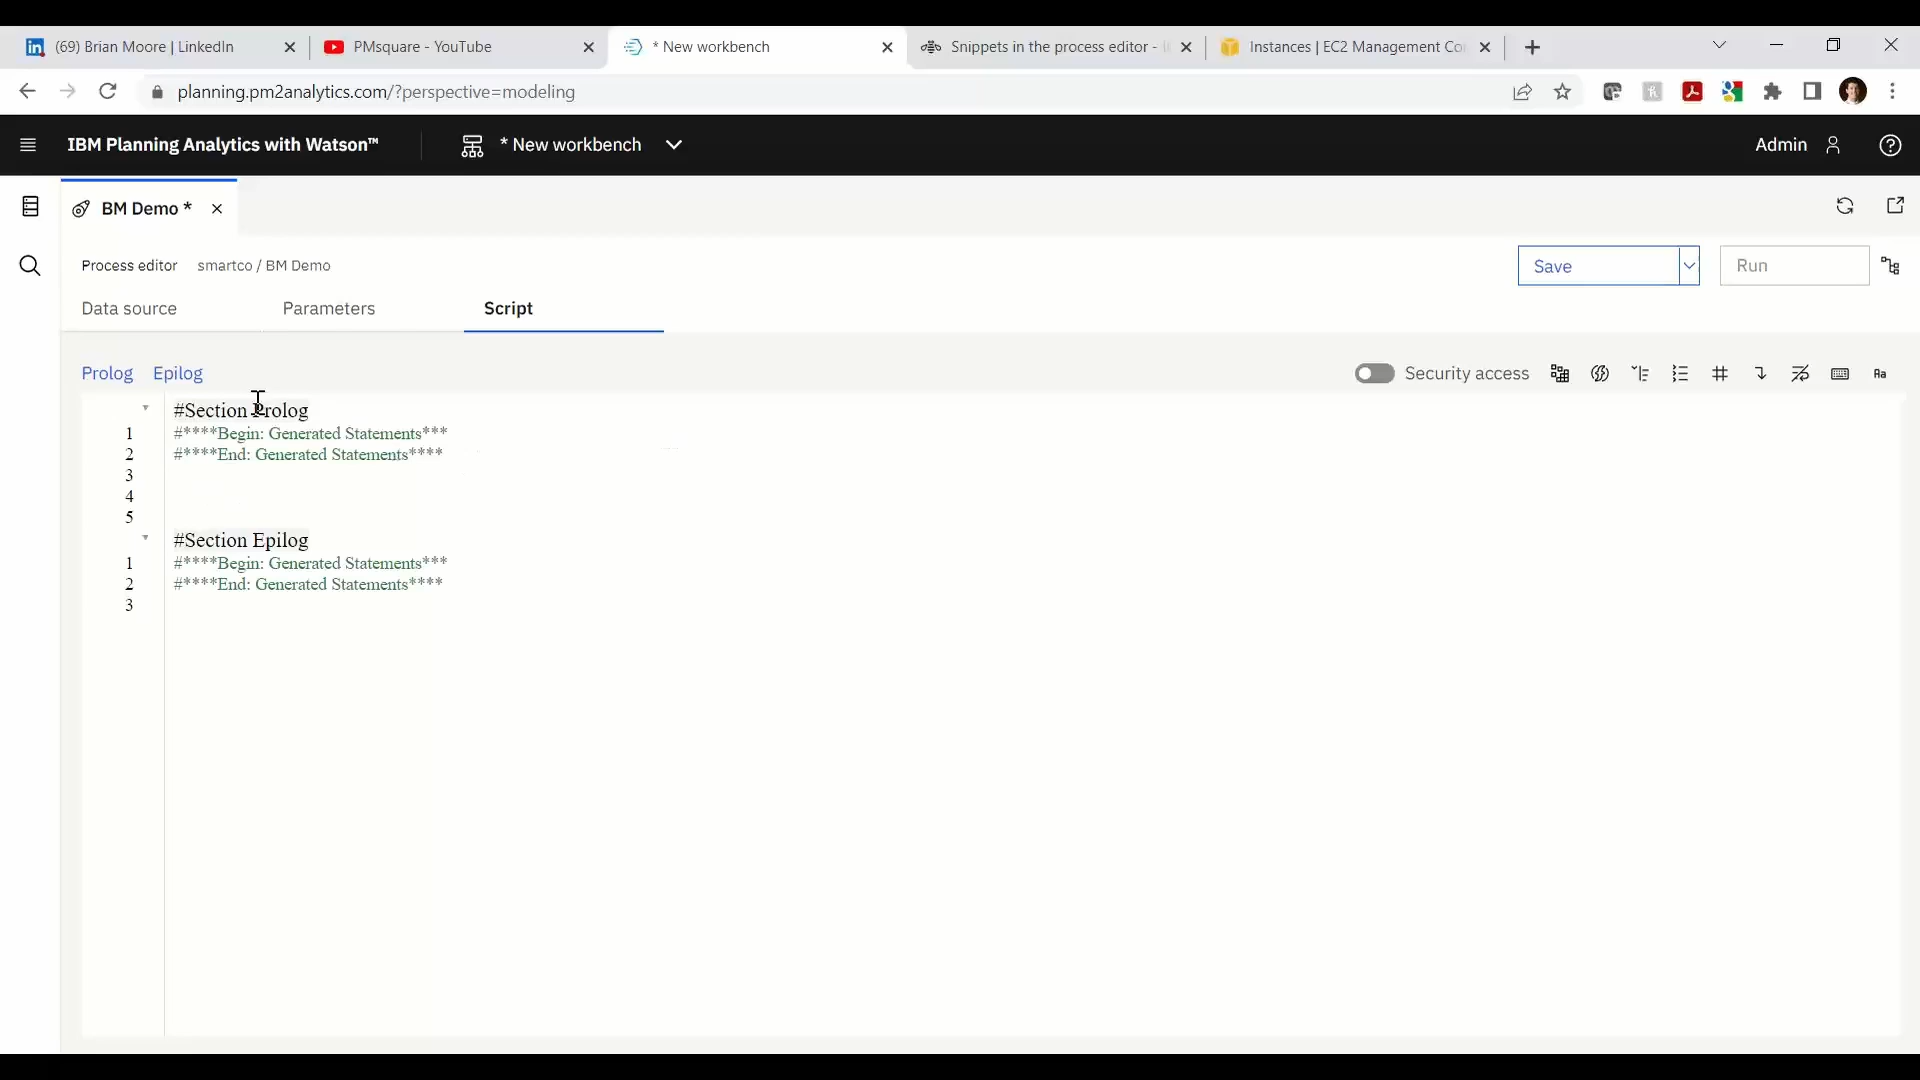 (69) Brian Moore | LinkedIn
PMsquare - YouTube
* New workbench
Snippets in the process editor -
Instances | EC2 Management Co
planning.pm2analytics.com/?perspective=modeling
IBM Planning Analytics with Watson™
* New workbench
Admin
BM Demo *
Process editor smartco / BM Demo
Save
Run
Data source
Parameters
Script
Prolog
Epilog
Security access
Aa
#Section Prolog
1 #****Begin: Generated Statements***
2 #****End: Generated Statements****
3
4
5
#Section Epilog
1 #****Begin: Generated Statements***
2 #****End: Generated Statements****
3